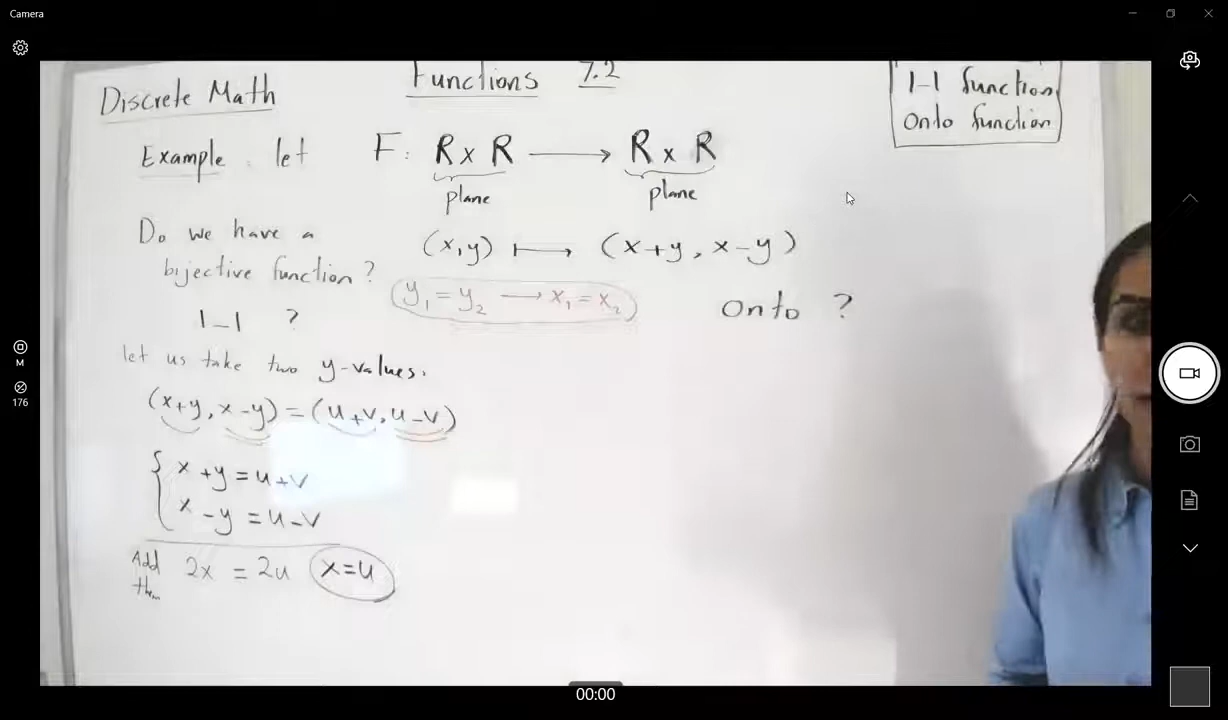 Camera
Discrete Math
Functions 7.2
1-1 function
onto function
Example: let F: R x R ⟶ R x R
plane plane
Do we have a
bijective function?
(x,y) ⟼ (x+y, x-y)
y₁ = y₂ ⟶ x₁ = x₂
1-1 ?
Onto ?
let us take two y-values.
(x+y, x-y) = (u+v, u-v)
{ x + y = u + v
x - y = u - v
Add them 2x = 2u x=u
M
176
00:00